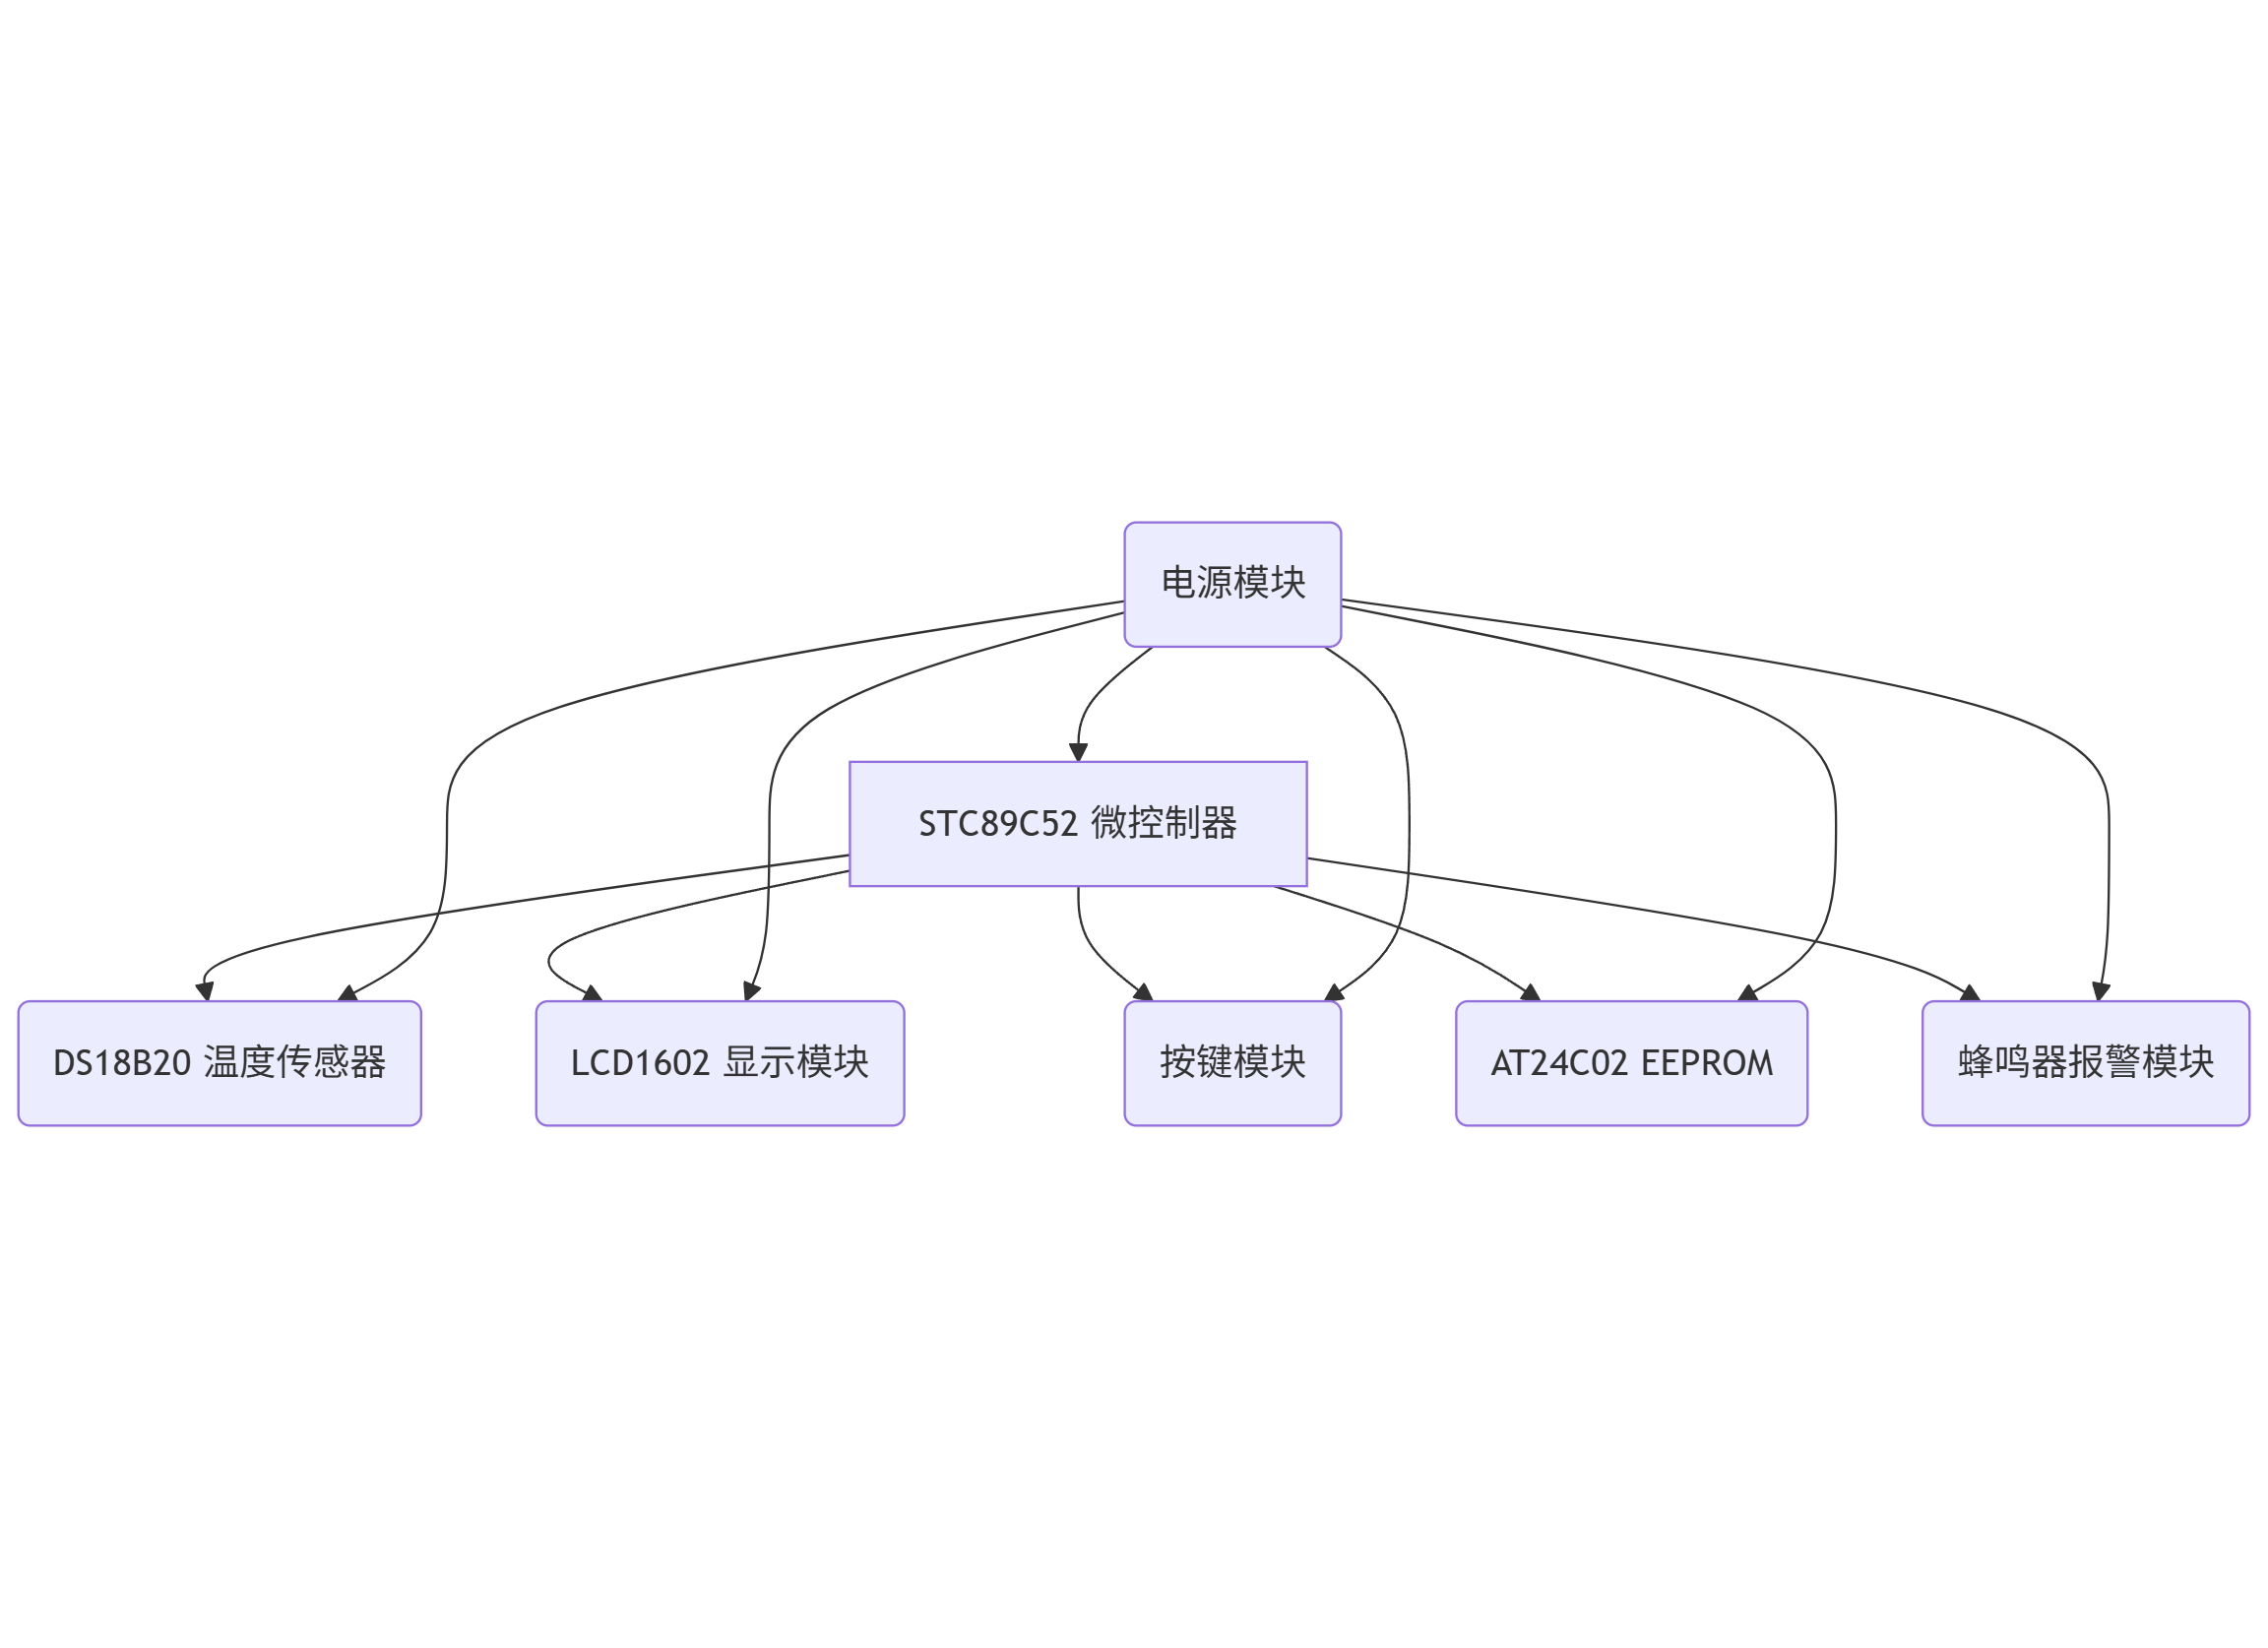 电源模块
STC89C52 微控制器
DS18B20 温度传感器
LCD1602 显示模块
按键模块
AT24C02 EEPROM
蜂鸣器报警模块